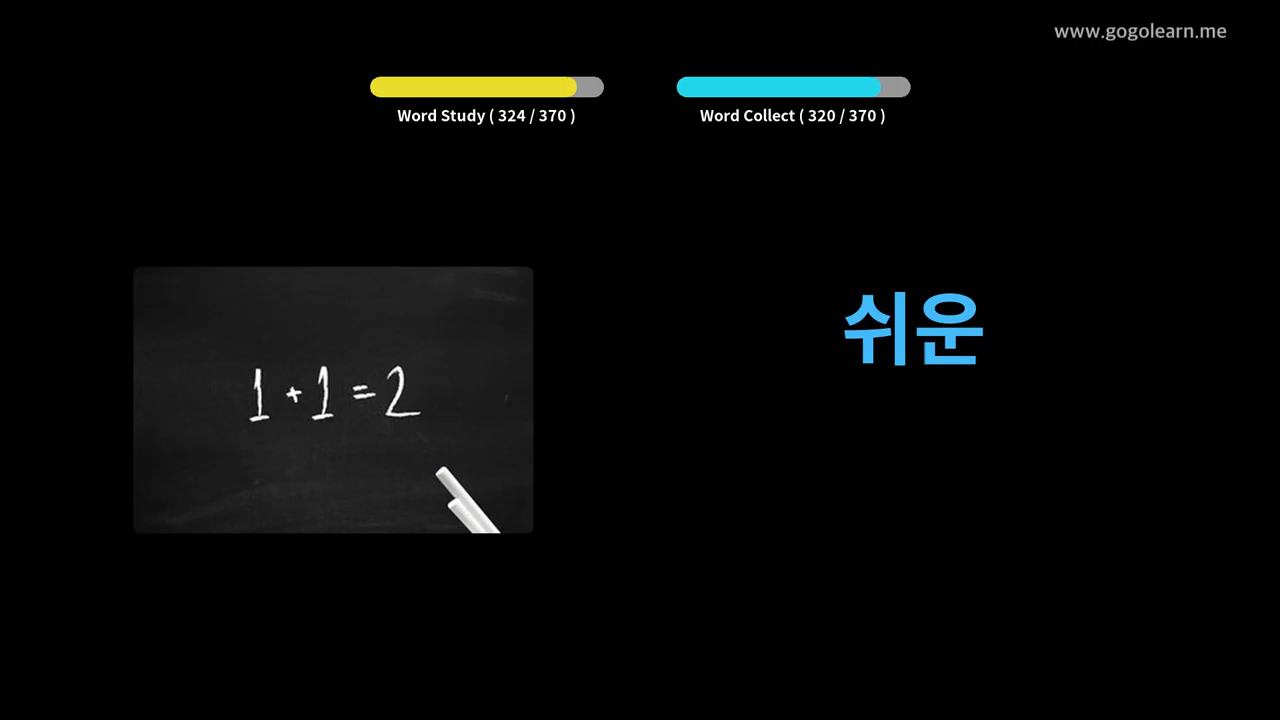 www.gogolearn.me
Word Study ( 324 / 370 )
Word Collect ( 320 / 370 )
쉬운
1 + 1 = 2